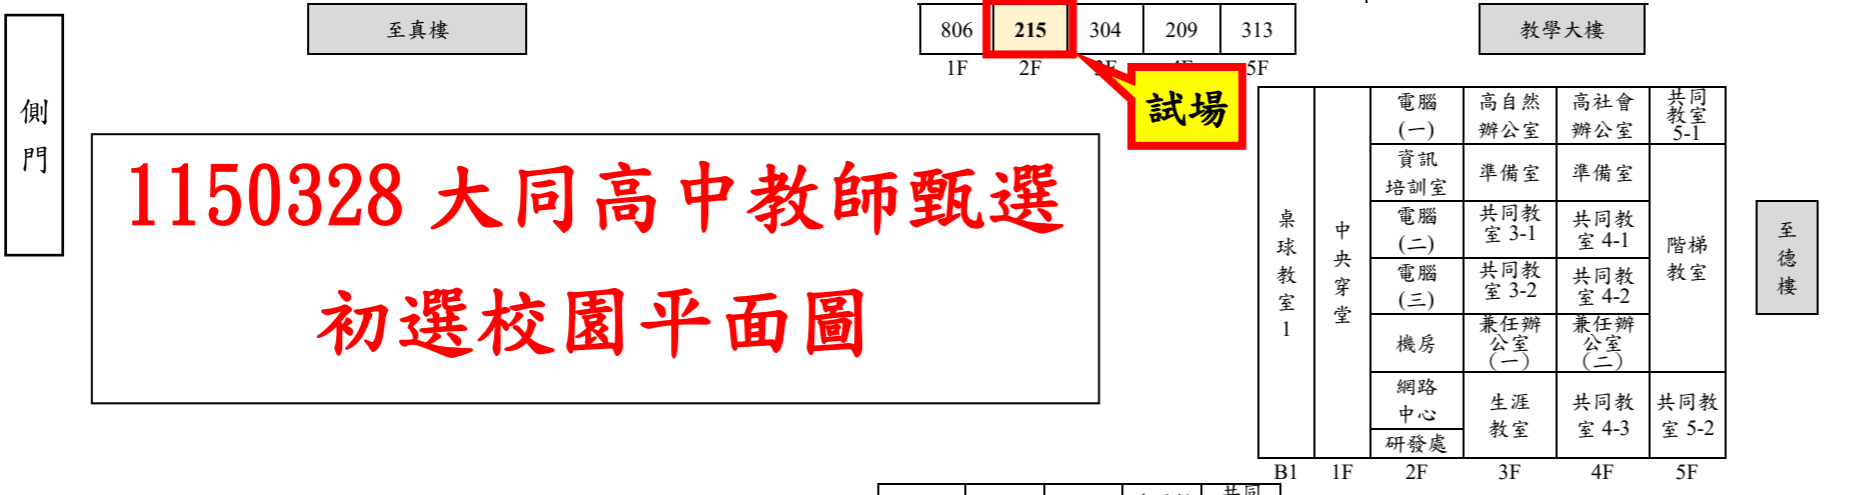 至真樓
806 215 304 209 313
教學大樓
1F 2F 3F 4F 5F
試場
側門
1150328 大同高中教師甄選
初選校園平面圖
桌球教室1
中央穿堂
電腦
(一)
高自然
辦公室
高社會
辦公室
共同
教室
5-1
資訊
培訓室
準備室
準備室
電腦
(二)
共同教
室 3-1
共同教
室 4-1
階梯
教室
電腦
(三)
共同教
室 3-2
共同教
室 4-2
機房
兼任辦
公室
(一)
兼任辦
公室
(二)
網路
中心
生涯
教室
共同教
室 4-3
共同教
室 5-2
研發處
B1 1F 2F 3F 4F 5F
至德樓
共同